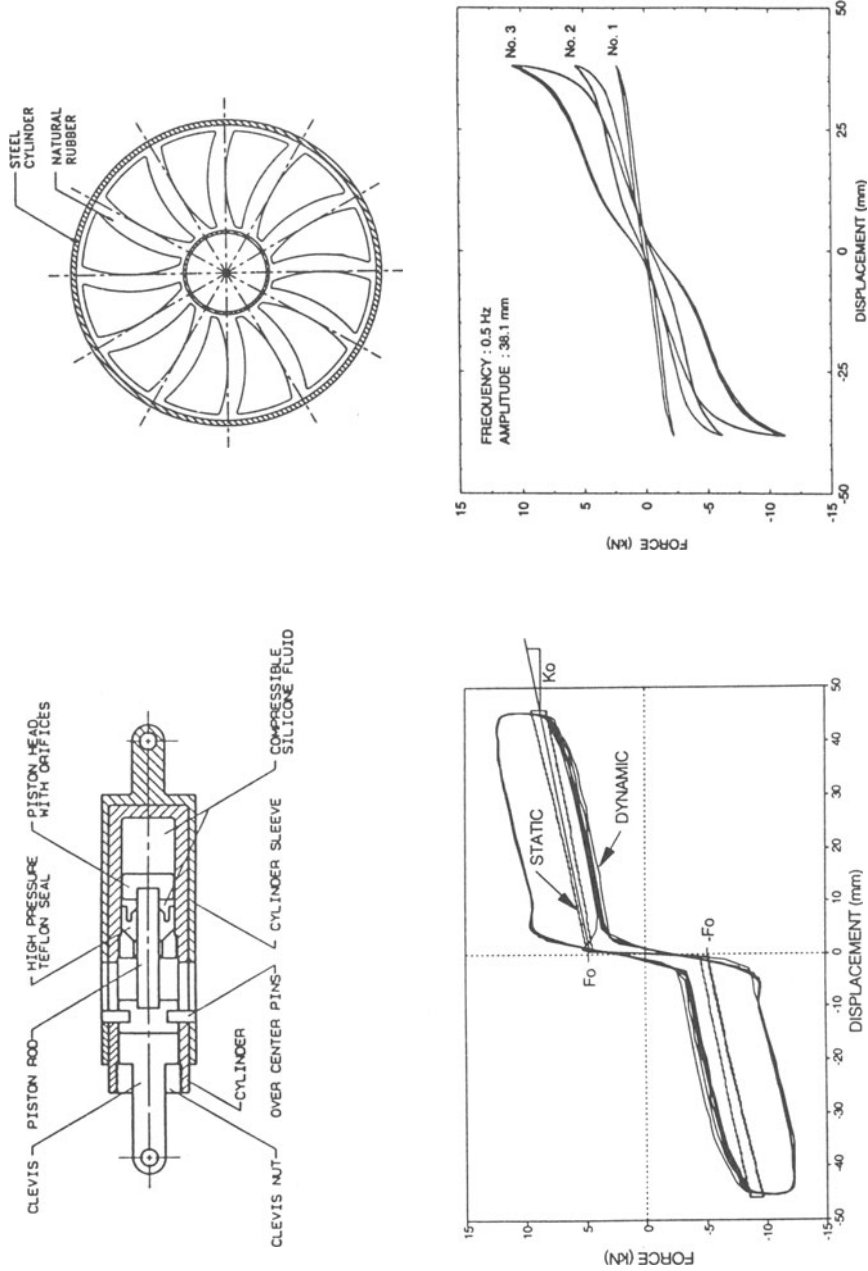 CLEVIS
PISTON ROD
HIGH PRESSURE
TEFLON SEAL
PISTON HEAD
WITH ORIFICES
CLEVIS NUT
CYLINDER
OVER CENTER PINS
CYLINDER SLEEVE
COMPRESSIBLE
SILICONE FLUID
STEEL
CYLINDER
NATURAL
RUBBER
FORCE (kN)
15
10
5
0
-5
-10
-15
Fo
-Fo
STATIC
DYNAMIC
Ko
-50
-40
-30
-20
-10
0
10
20
30
40
50
DISPLACEMENT (mm)
FORCE (kN)
15
10
5
0
-5
-10
-15
FREQUENCY : 0.5 Hz
AMPLITUDE : 38.1 mm
No. 3
No. 2
No. 1
-50
-25
0
25
50
DISPLACEMENT (mm)